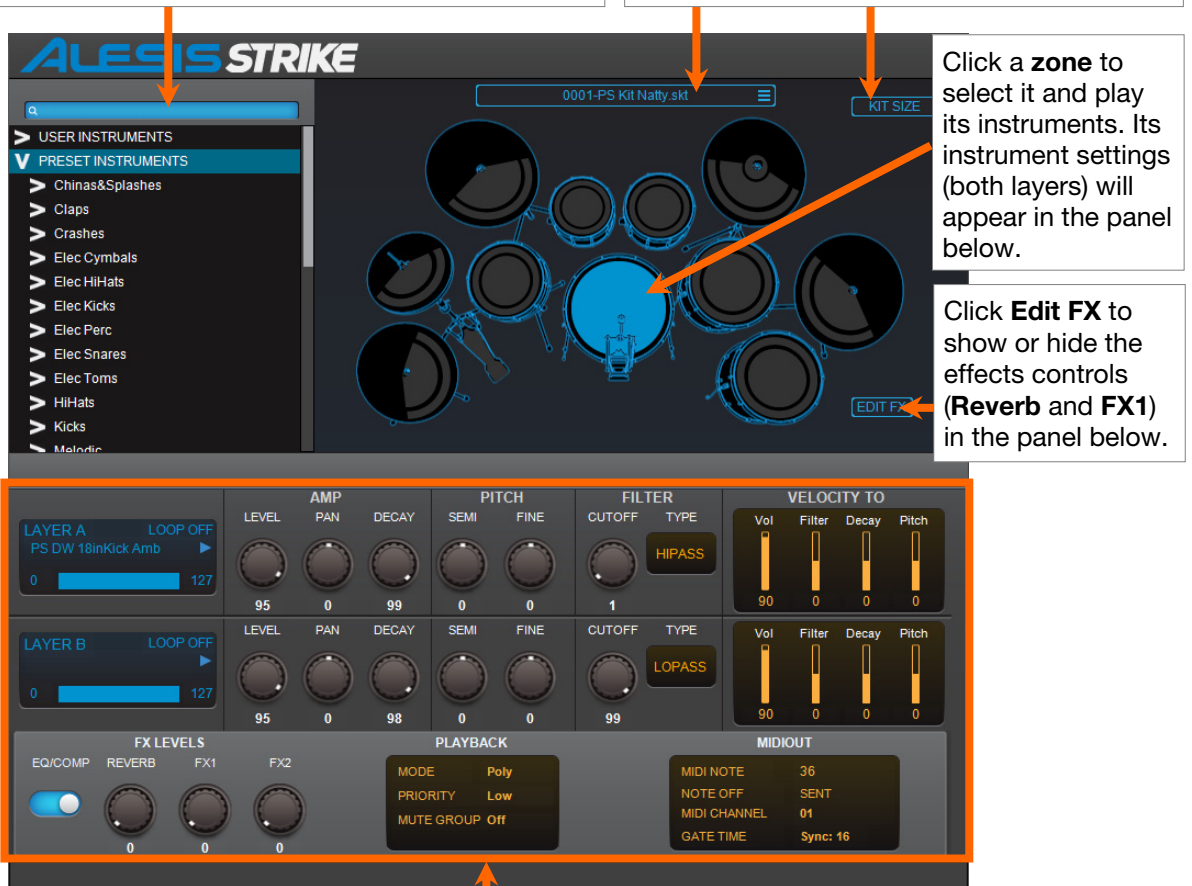 ALESIS STRIKE
0001-PS Kit Natty.skt
KIT SIZE
Click a zone to
select it and play
its instruments. Its
instrument settings
(both layers) will
appear in the panel
below.
USER INSTRUMENTS
PRESET INSTRUMENTS
Chinas&Splashes
Claps
Crashes
Elec Cymbals
Elec HiHats
Elec Kicks
Elec Perc
Elec Snares
Elec Toms
HiHats
Kicks
Melodic
EDIT FX
Click Edit FX to
show or hide the
effects controls
(Reverb and FX1)
in the panel below.
AMP PITCH FILTER VELOCITY TO
LAYER A LOOP OFF
PS DW 18inKick Amb
0 127
LEVEL PAN DECAY SEMI FINE CUTOFF TYPE
HIPASS
95 0 99 0 0 1
Vol Filter Decay Pitch
90 0 0 0
LAYER B LOOP OFF
0 127
LEVEL PAN DECAY SEMI FINE CUTOFF TYPE
LOPASS
95 0 98 0 0 99
Vol Filter Decay Pitch
90 0 0 0
FX LEVELS
EQ/COMP REVERB FX1 FX2
0 0 0
PLAYBACK
MODE Poly
PRIORITY Low
MUTE GROUP Off
MIDIOUT
MIDI NOTE 36
NOTE OFF SENT
MIDI CHANNEL 01
GATE TIME Sync: 16